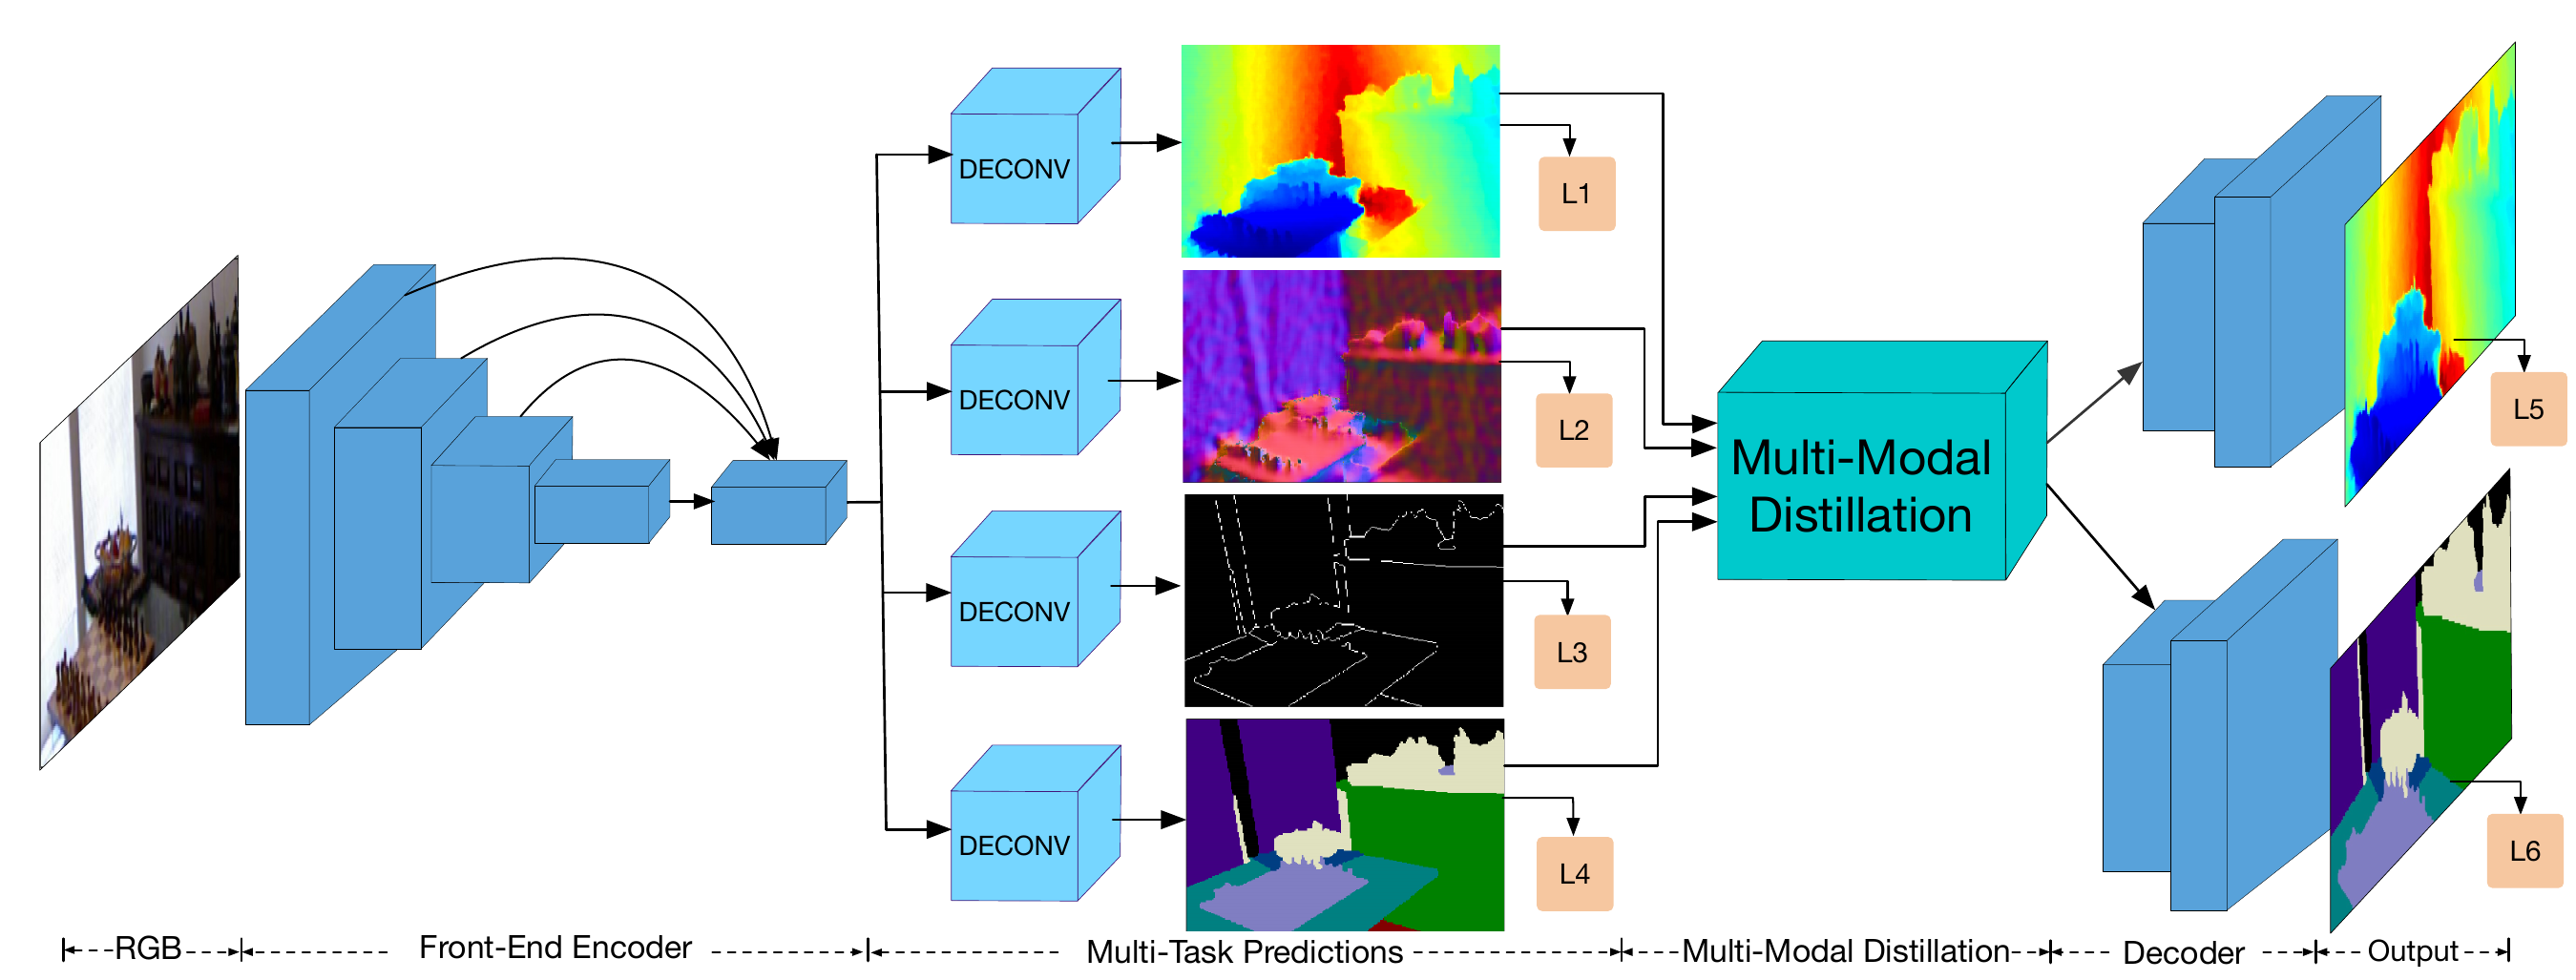 DECONV
L1
DECONV
L2
DECONV
L3
DECONV
L4
Multi-Modal
Distillation
L5
L6
RGB
Front-End Encoder
Multi-Task Predictions
Multi-Modal Distillation
Decoder
Output